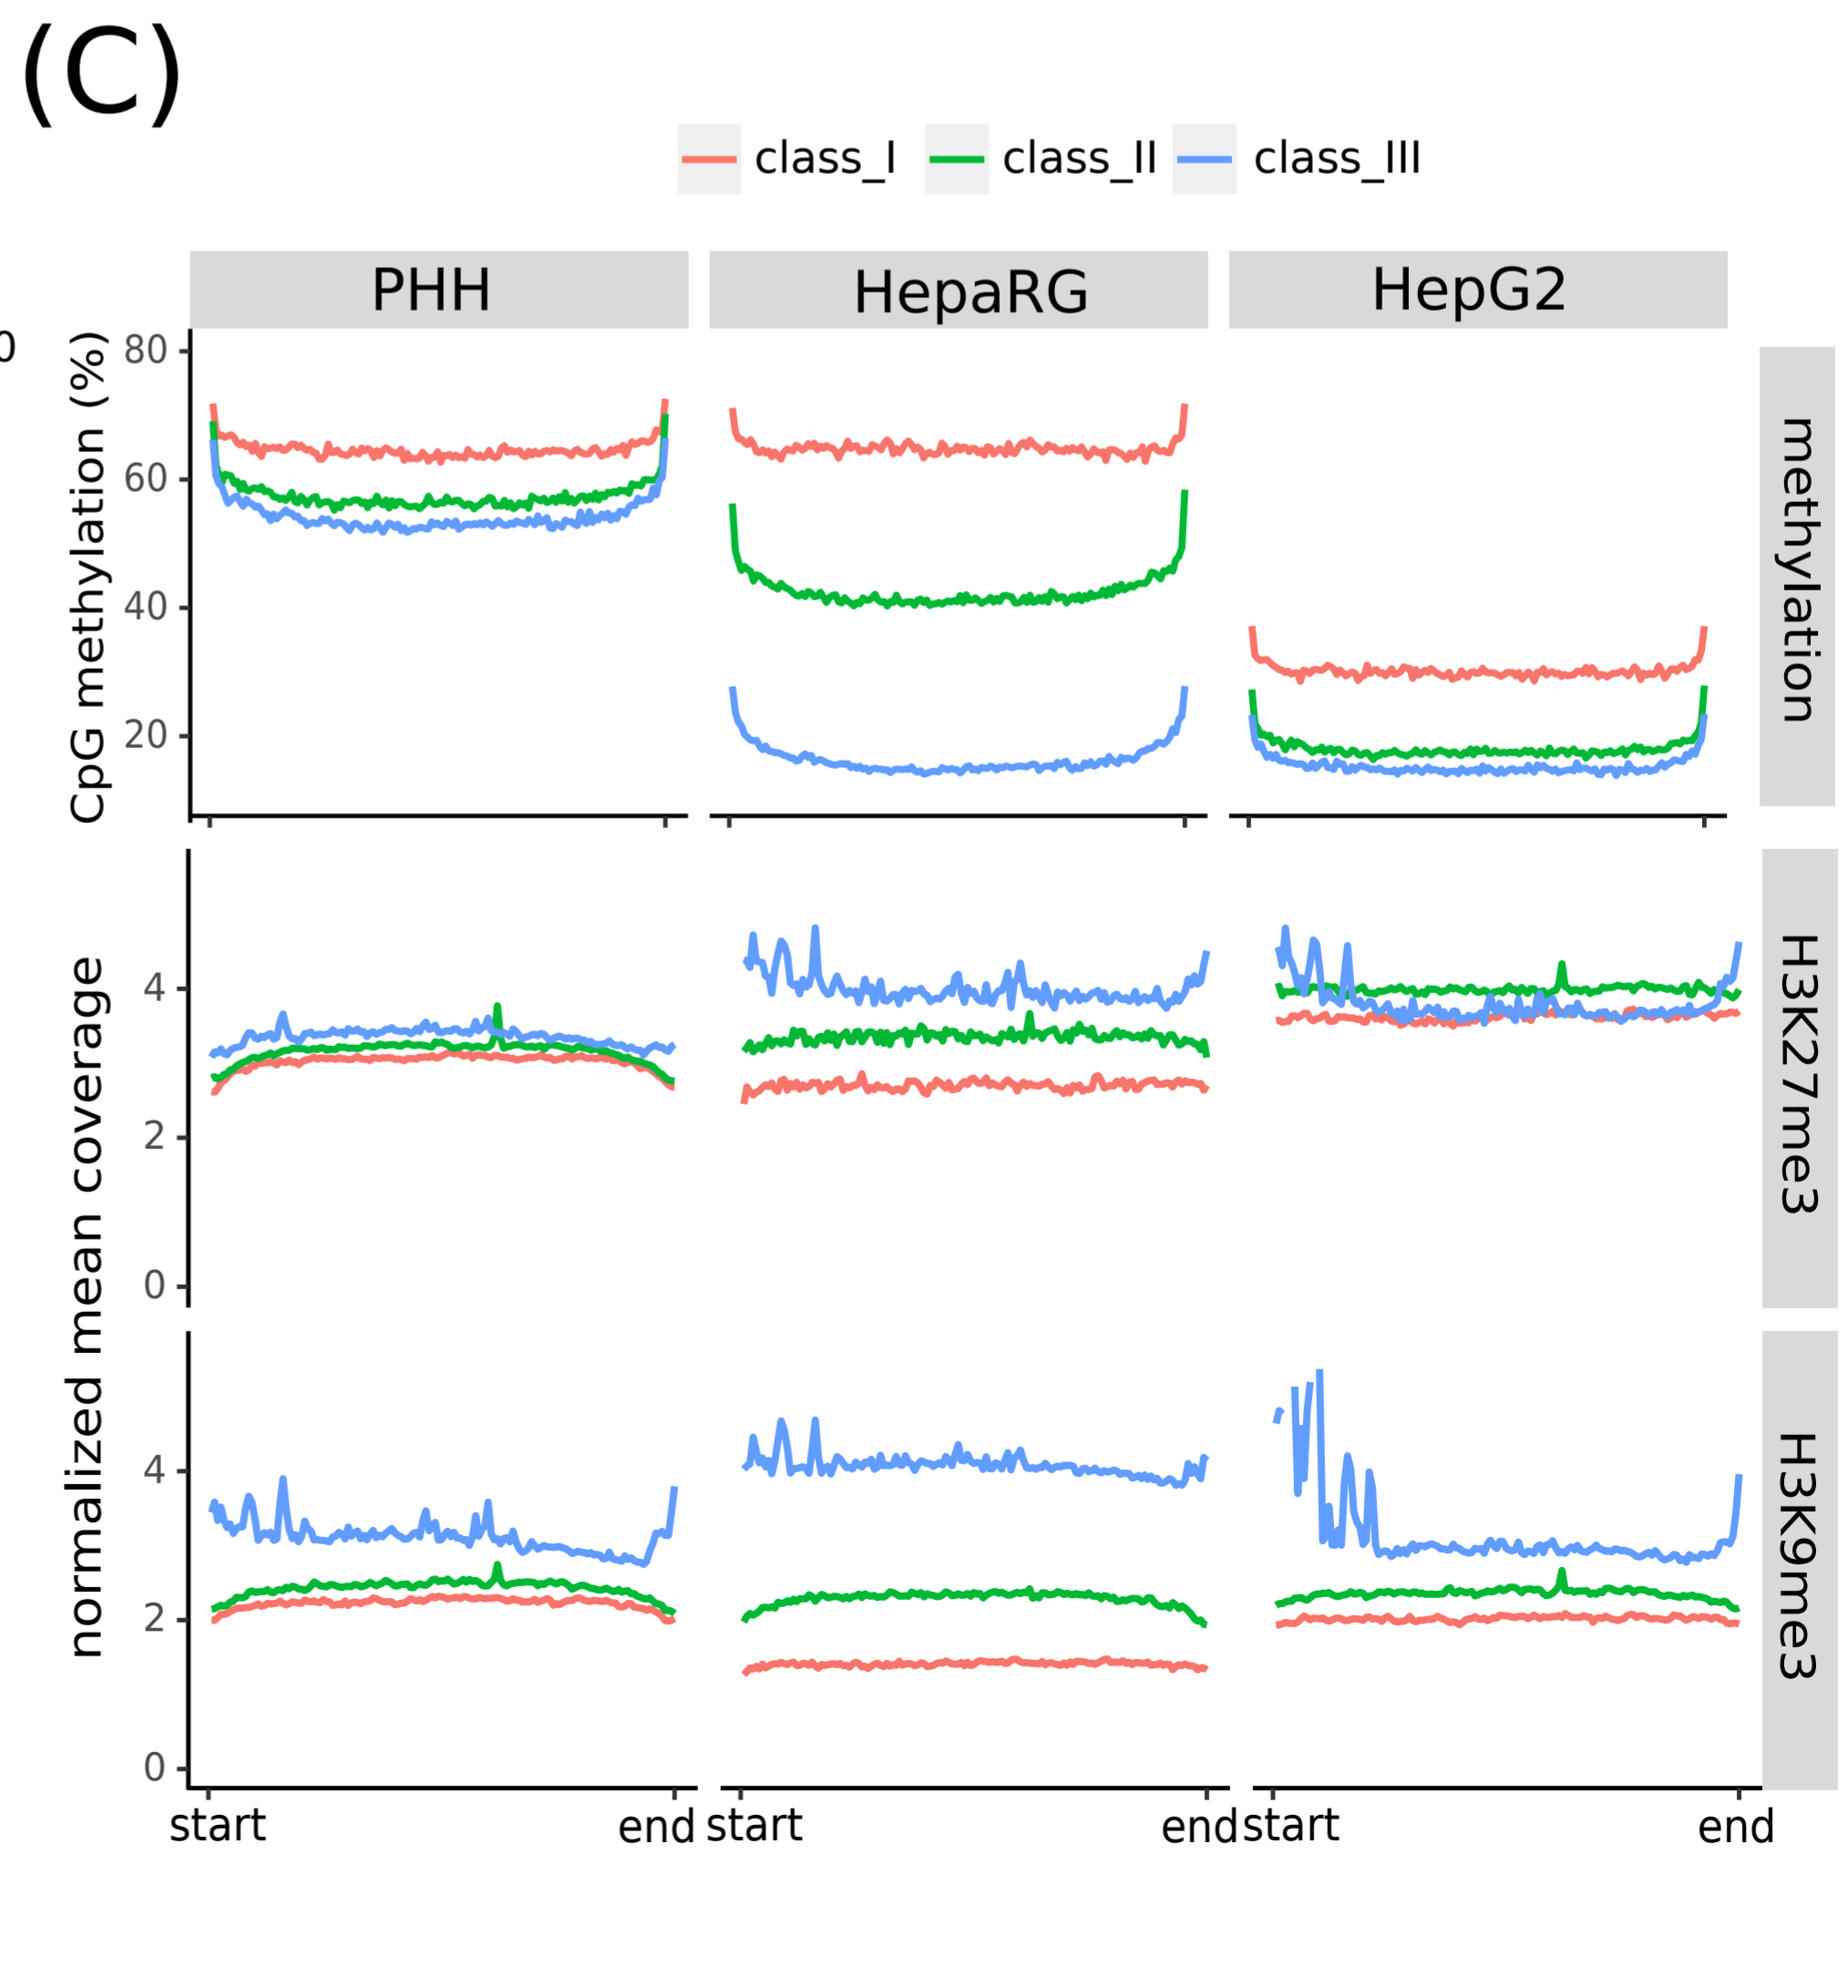 (C)
class_I class_II class_III
PHH HepaRG HepG2
0
CpG methylation (%)
80
60
40
20
methylation
normalized mean coverage
4
2
0
H3K27me3
4
2
0
H3K9me3
start end start end start end